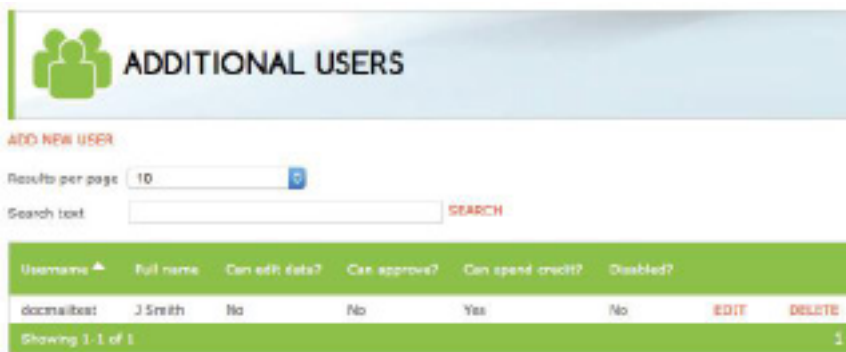 ADDITIONAL USERS
ADD NEW USER
Results per page 10
Search text SEARCH
Username Full name Can edit data? Can approve? Can spend credit? Disabled?
docmailtest J Smith No No Yes No EDIT DELETE
Showing 1-1 of 1 1